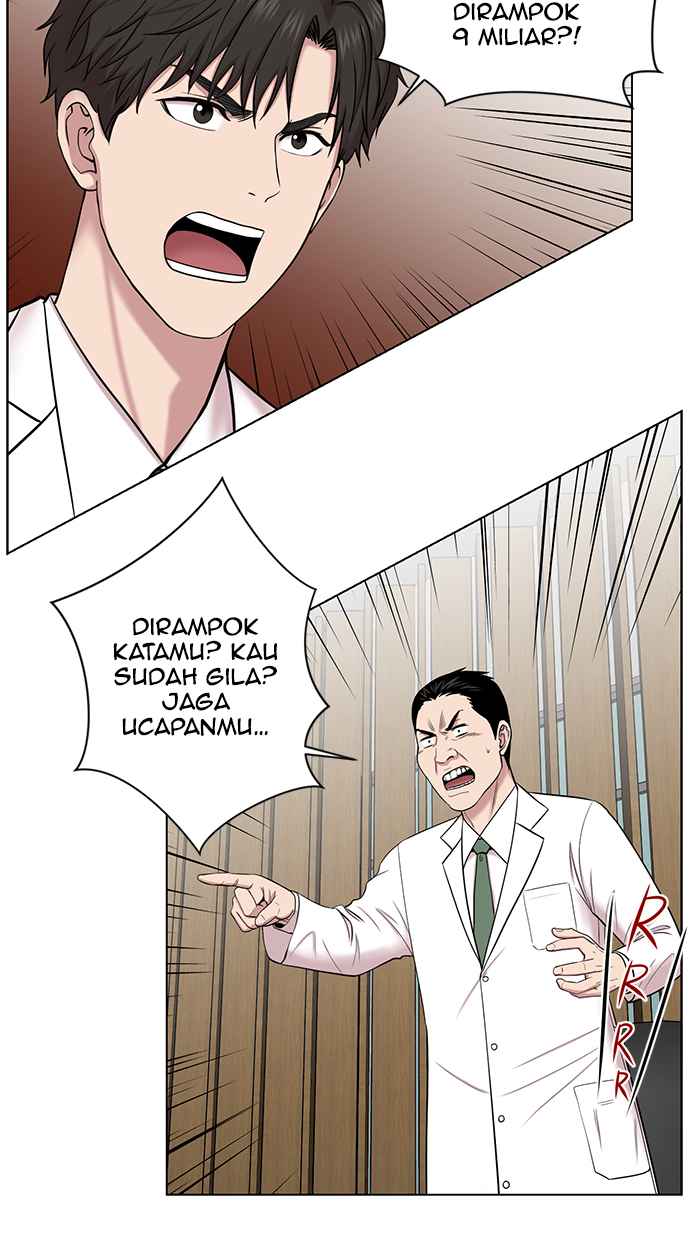 DIRAMPOK
9 MILIAR?!
DIRAMPOK
KATAMU? KAU
SUDAH GILA?
JAGA
UCAPANMU...
R
R
R
R